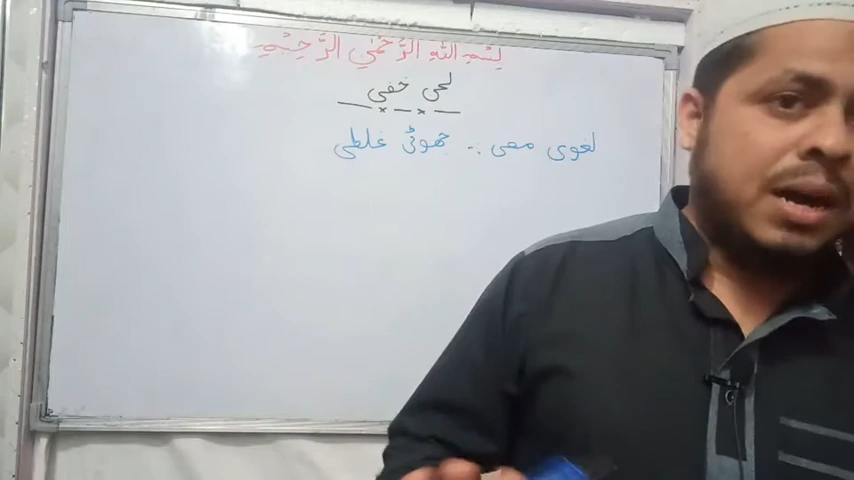 بِسْمِ اللّٰهِ الرَّحْمٰنِ الرَّحِيْمِ
لحن خفی
لغوی معنی :- چھوٹی غلطی